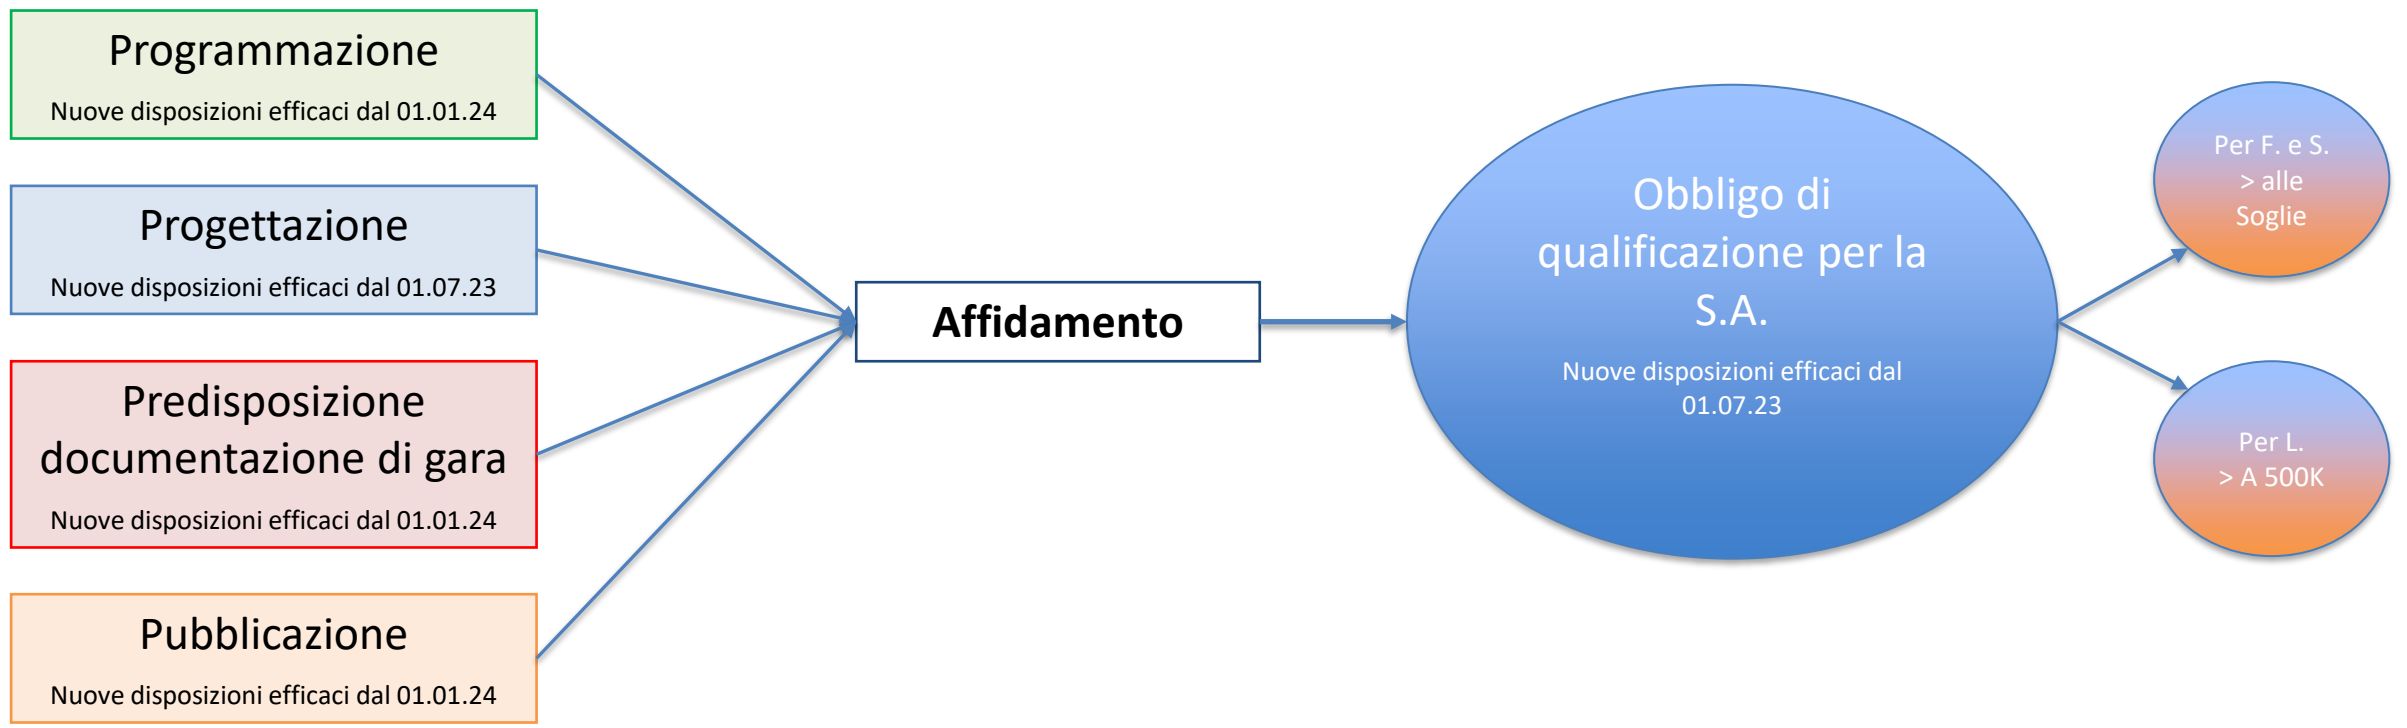 Programmazione
Nuove disposizioni efficaci dal 01.01.24
Progettazione
Nuove disposizioni efficaci dal 01.07.23
Predisposizione
documentazione di gara
Nuove disposizioni efficaci dal 01.01.24
Pubblicazione
Nuove disposizioni efficaci dal 01.01.24
Affidamento
Obbligo di
qualificazione per la
S.A.
Nuove disposizioni efficaci dal
01.07.23
Per F. e S.
> alle
Soglie
Per L.
> A 500K